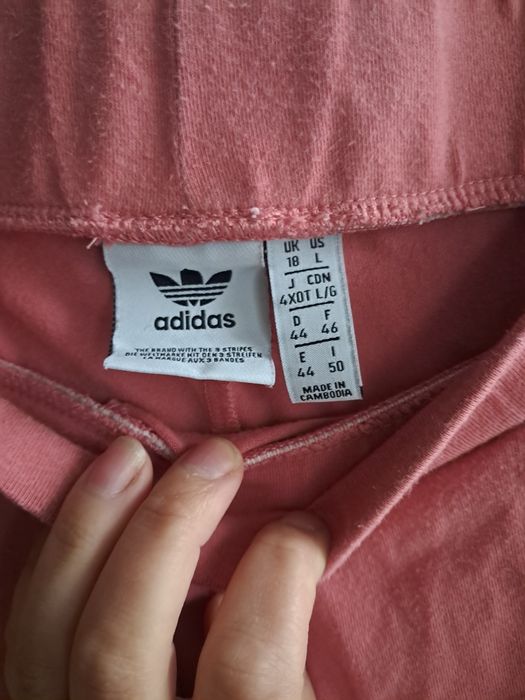 adidas
THE BRAND WITH THE 3 STRIPES
DIE WELTMARKE MIT DEN 3 STREIFEN
LA MARQUE AUX 3 BANDES
UK US
18 L
J CDN
4XOT L/G
D F
44 46
E I
44 50
MADE IN
CAMBODIA